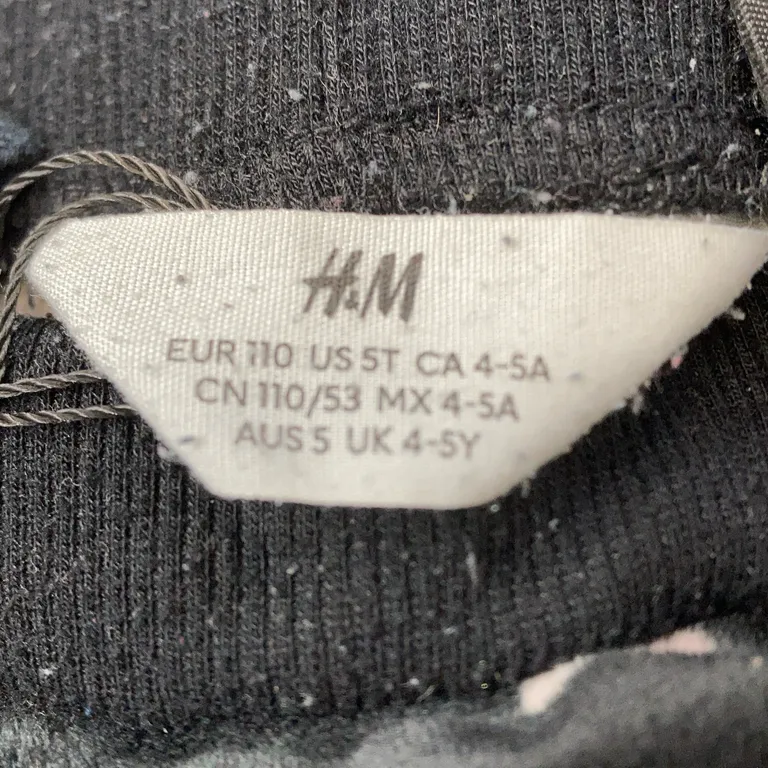 H&M
EUR 110 US 5T CA 4-5A
CN 110/53 MX 4-5A
AUS 5 UK 4-5Y